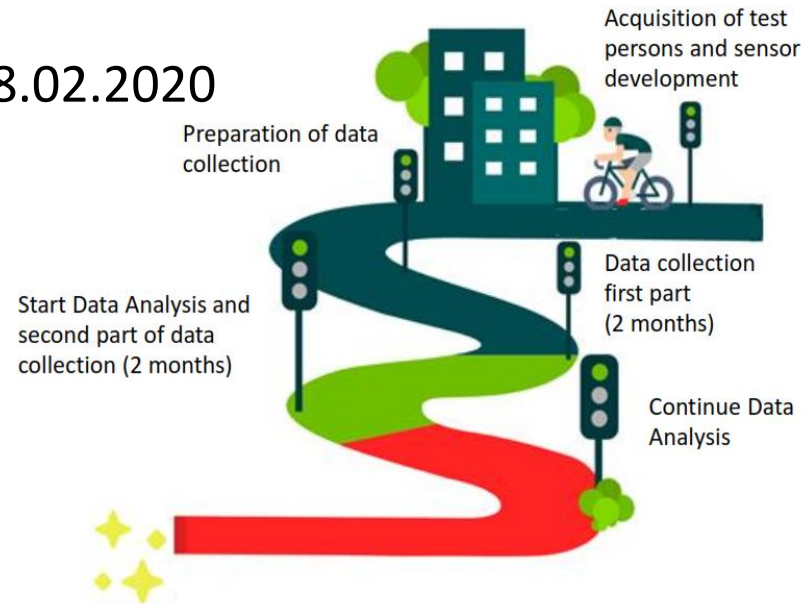 8.02.2020
Acquisition of test
persons and sensor
development
Preparation of data
collection
Data collection
first part
(2 months)
Start Data Analysis and
second part of data
collection (2 months)
Continue Data
Analysis